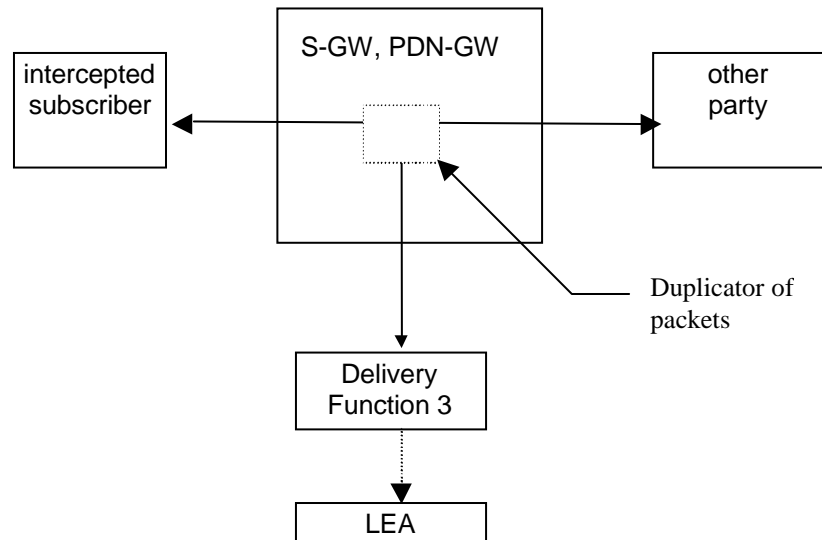 S-GW, PDN-GW
intercepted
subscriber
other
party
Duplicator of
packets
Delivery
Function 3
LEA